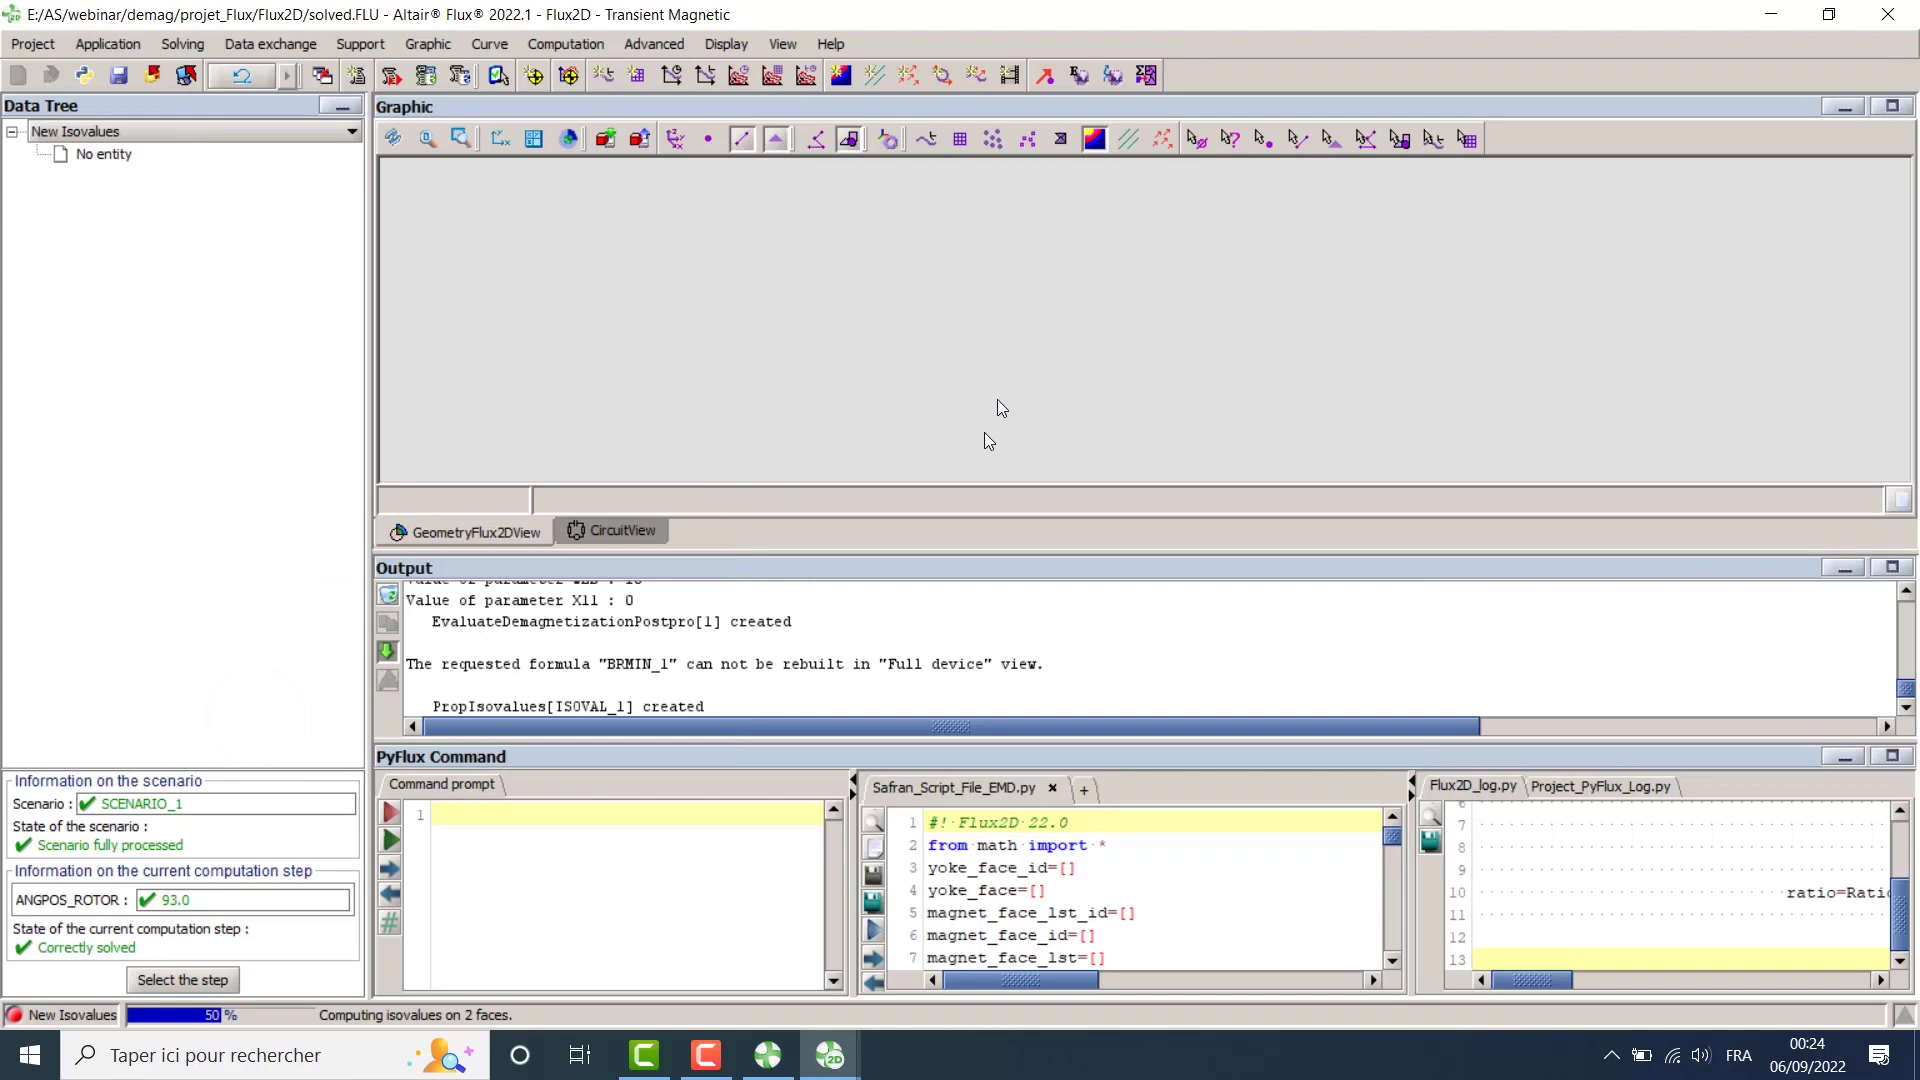 E:/AS/webinar/demag/projet_Flux/Flux2D/solved.FLU - Altair® Flux® 2022.1 - Flux2D - Transient Magnetic
Project Application Solving Data exchange Support Graphic Curve Computation Advanced Display View Help
Data Tree
New Isovalues
No entity
Graphic
GeometryFlux2DView
CircuitView
Output
Value of parameter X11 : 0
EvaluateDemagnetizationPostpro[1] created
The requested formula "BRMIN_1" can not be rebuilt in "Full device" view.
PropIsovalues[ISOVAL_1] created
PyFlux Command
Command prompt
1
Safran_Script_File_EMD.py
1 #! Flux2D 22.0
2 from math import *
3 yoke_face_id=[]
4 yoke_face=[]
5 magnet_face_lst_id=[]
6 magnet_face_id=[]
7 magnet_face_lst=[]
Flux2D_log.py
Project_PyFlux_Log.py
7
8
9
10 ratio=Ratio
11
12
13
Information on the scenario
Scenario : SCENARIO_1
State of the scenario :
Scenario fully processed
Information on the current computation step
ANGPOS_ROTOR : 93.0
State of the current computation step :
Correctly solved
Select the step
New Isovalues
50 %
Computing isovalues on 2 faces.
Taper ici pour rechercher
FRA
00:24
06/09/2022